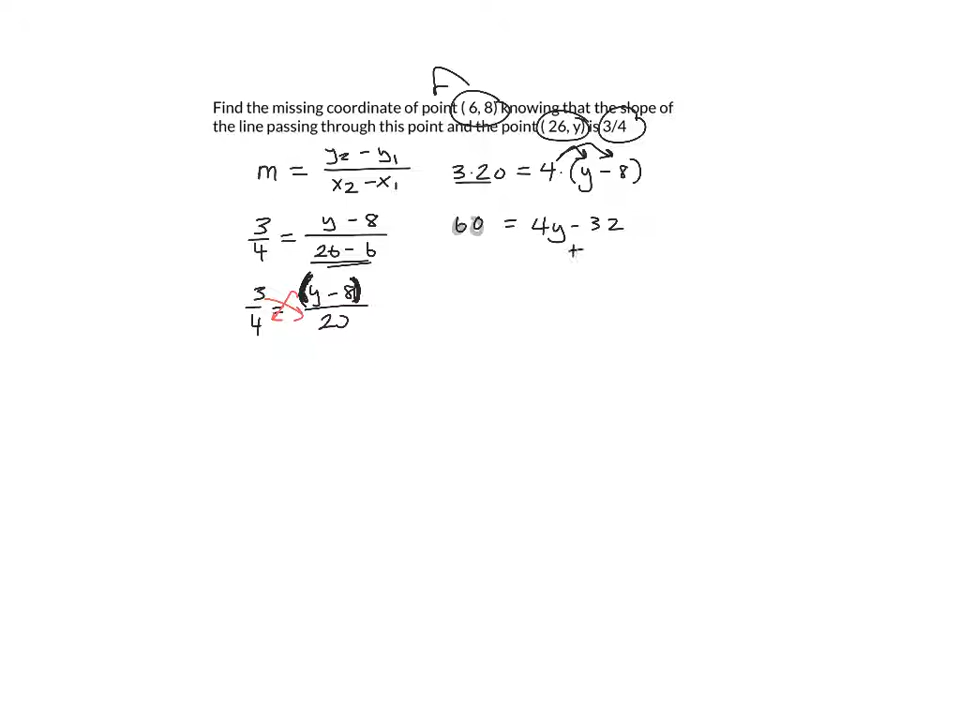 Find the missing coordinate of point ( 6, 8) knowing that the slope of
the line passing through this point and the point ( 26, y) is 3/4
m = y2 - y1 / x2 - x1
3/4 = y - 8 / 26 - 6
3/4 = (y - 8) / 20
3·20 = 4·(y - 8)
60 = 4y - 32
+